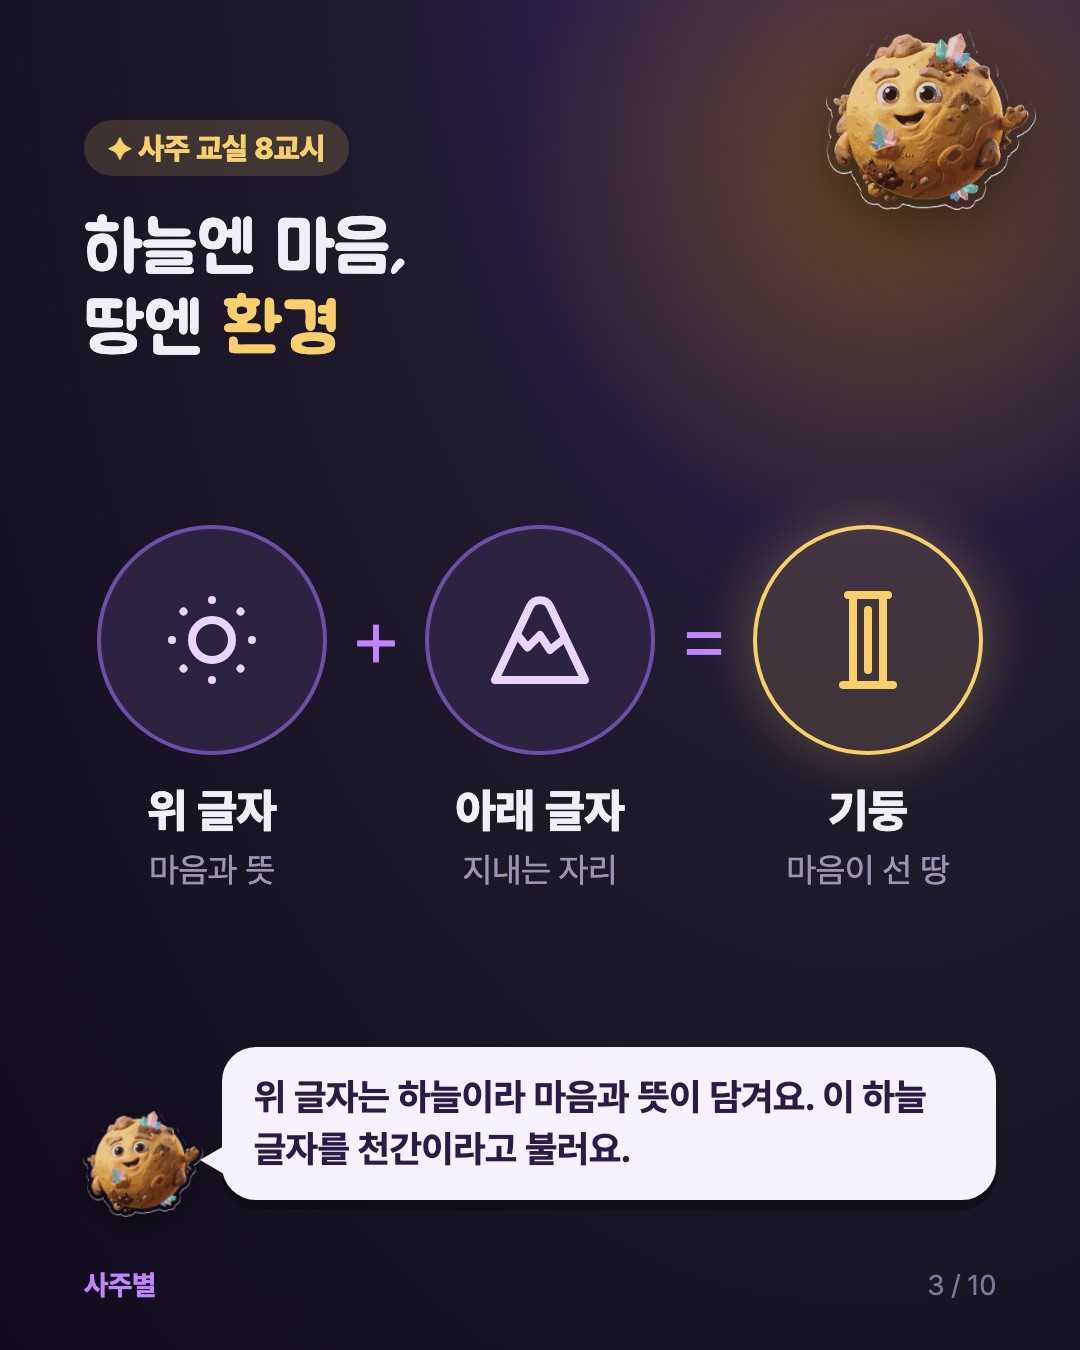 ✦ 사주 교실 8교시
하늘엔 마음,
땅엔 환경
+
=
위 글자
아래 글자
기둥
마음과 뜻
지내는 자리
마음이 선 땅
위 글자는 하늘이라 마음과 뜻이 담겨요. 이 하늘
글자를 천간이라고 불러요.
사주별
3 / 10